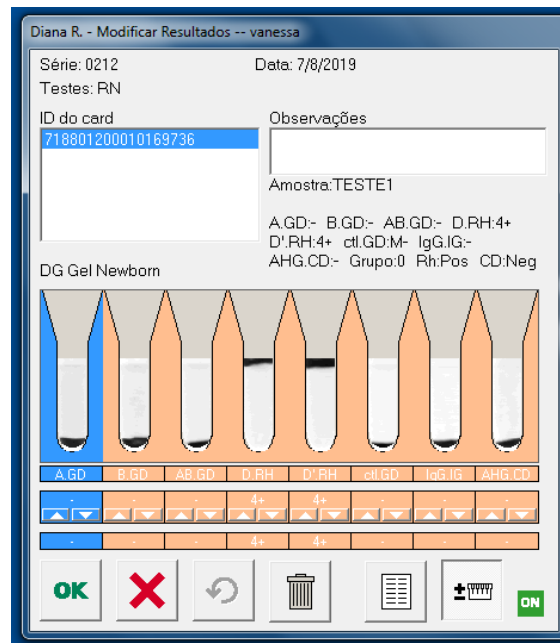 Diana R. - Modificar Resultados -- vanessa
Série: 0212 Data: 7/8/2019
Testes: RN
ID do card Observações
718801200010169736
Amostra:TESTE1
A.GD:- B.GD:- AB.GD:- D.RH:4+
D'.RH:4+ ctl.GD:M- IgG.IG:-
AHG.CD:- Grupo:0 Rh:Pos CD:Neg
DG Gel Newborn
A.GD B.GD AB.GD D.RH D'.RH ctl.GD IgG.IG AHG.CD
- - - 4+ 4+ - - -
- - - 4+ 4+ - - -
OK ± ON